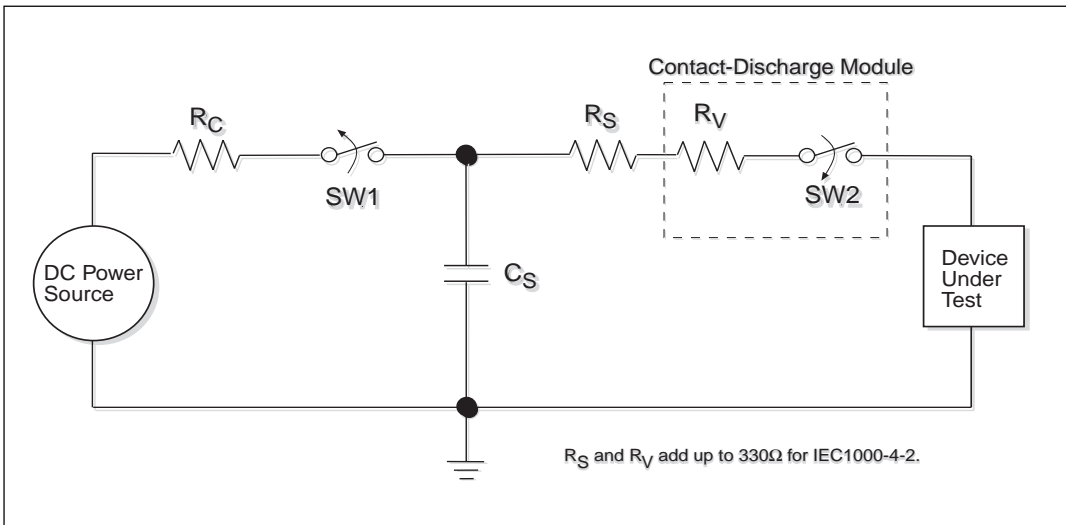 Contact-Discharge Module
RC
RS
RV
SW1
SW2
DC Power
Source
CS
Device
Under
Test
RS and RV add up to 330Ω for IEC1000-4-2.